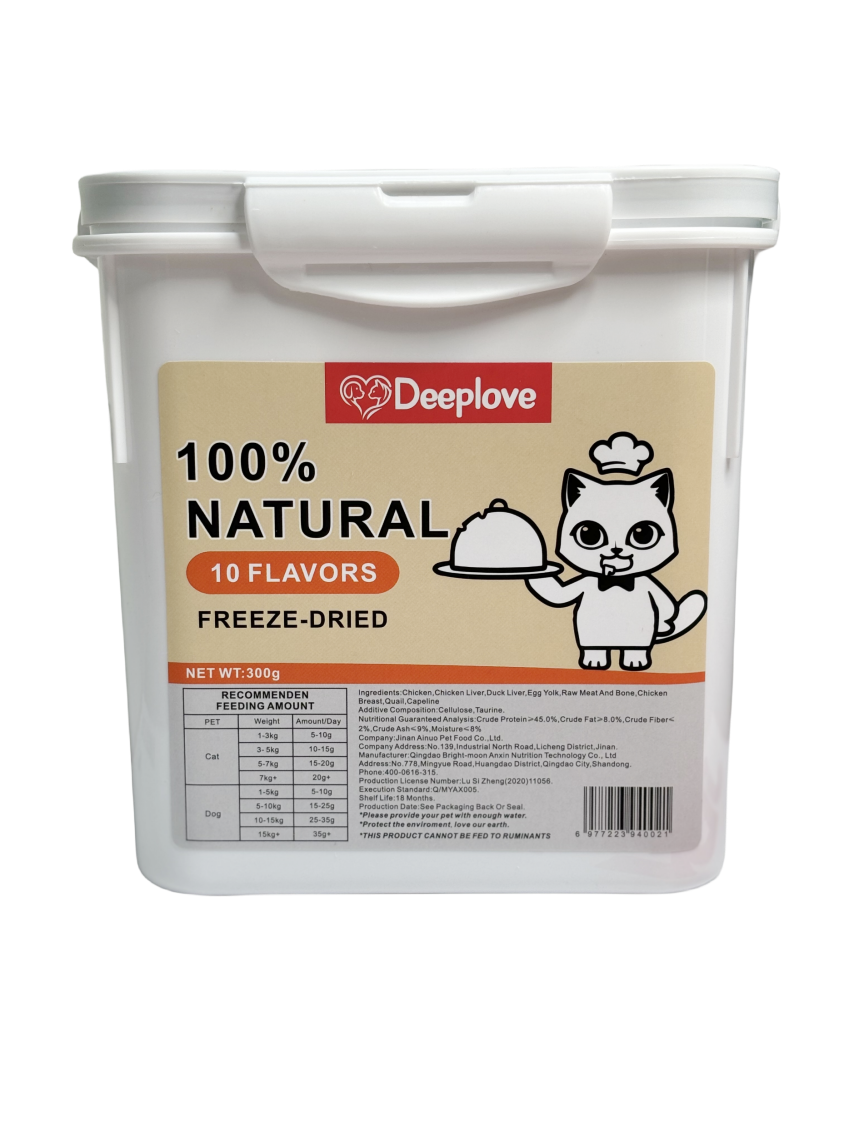 Deeplove
100%
NATURAL
10 FLAVORS
FREEZE-DRIED
NET WT:300g
RECOMMENDEN
FEEDING AMOUNT
PET Weight Amount/Day
Cat
1-3kg 5-10g
3-5kg 10-15g
5-7kg 15-20g
7kg+ 20g+
Dog
1-5kg 5-10g
5-10kg 15-25g
10-15kg 25-35g
15kg+ 35g+
Ingredients:Chicken,Chicken Liver,Duck Liver,Egg Yolk,Raw Meat And Bone,Chicken
Breast,Quail,Capeline
Additive Composition:Cellulose,Taurine.
Nutritional Guaranteed Analysis:Crude Protein≥45.0%,Crude Fat≥8.0%,Crude Fiber≤
2%,Crude Ash≤9%,Moisture≤8%
Company:Jinan Ainuo Pet Food Co.,Ltd.
Company Address:No.139,Industrial North Road,Licheng District,Jinan.
Manufacturer:Qingdao Bright-moon Anxin Nutrition Technology Co., Ltd
Address:No.778,Mingyue Road,Huangdao District,Qingdao City,Shandong.
Phone:400-0616-315.
Production License Number:Lu Si Zheng(2020)11056.
Execution Standard:Q/MYAX005.
Shelf Life:18 Months.
Production Date:See Packaging Back Or Seal.
*Please provide your pet with enough water.
*Protect the enviroment, love our earth.
*THIS PRODUCT CANNOT BE FED TO RUMINANTS
6 977223 940021